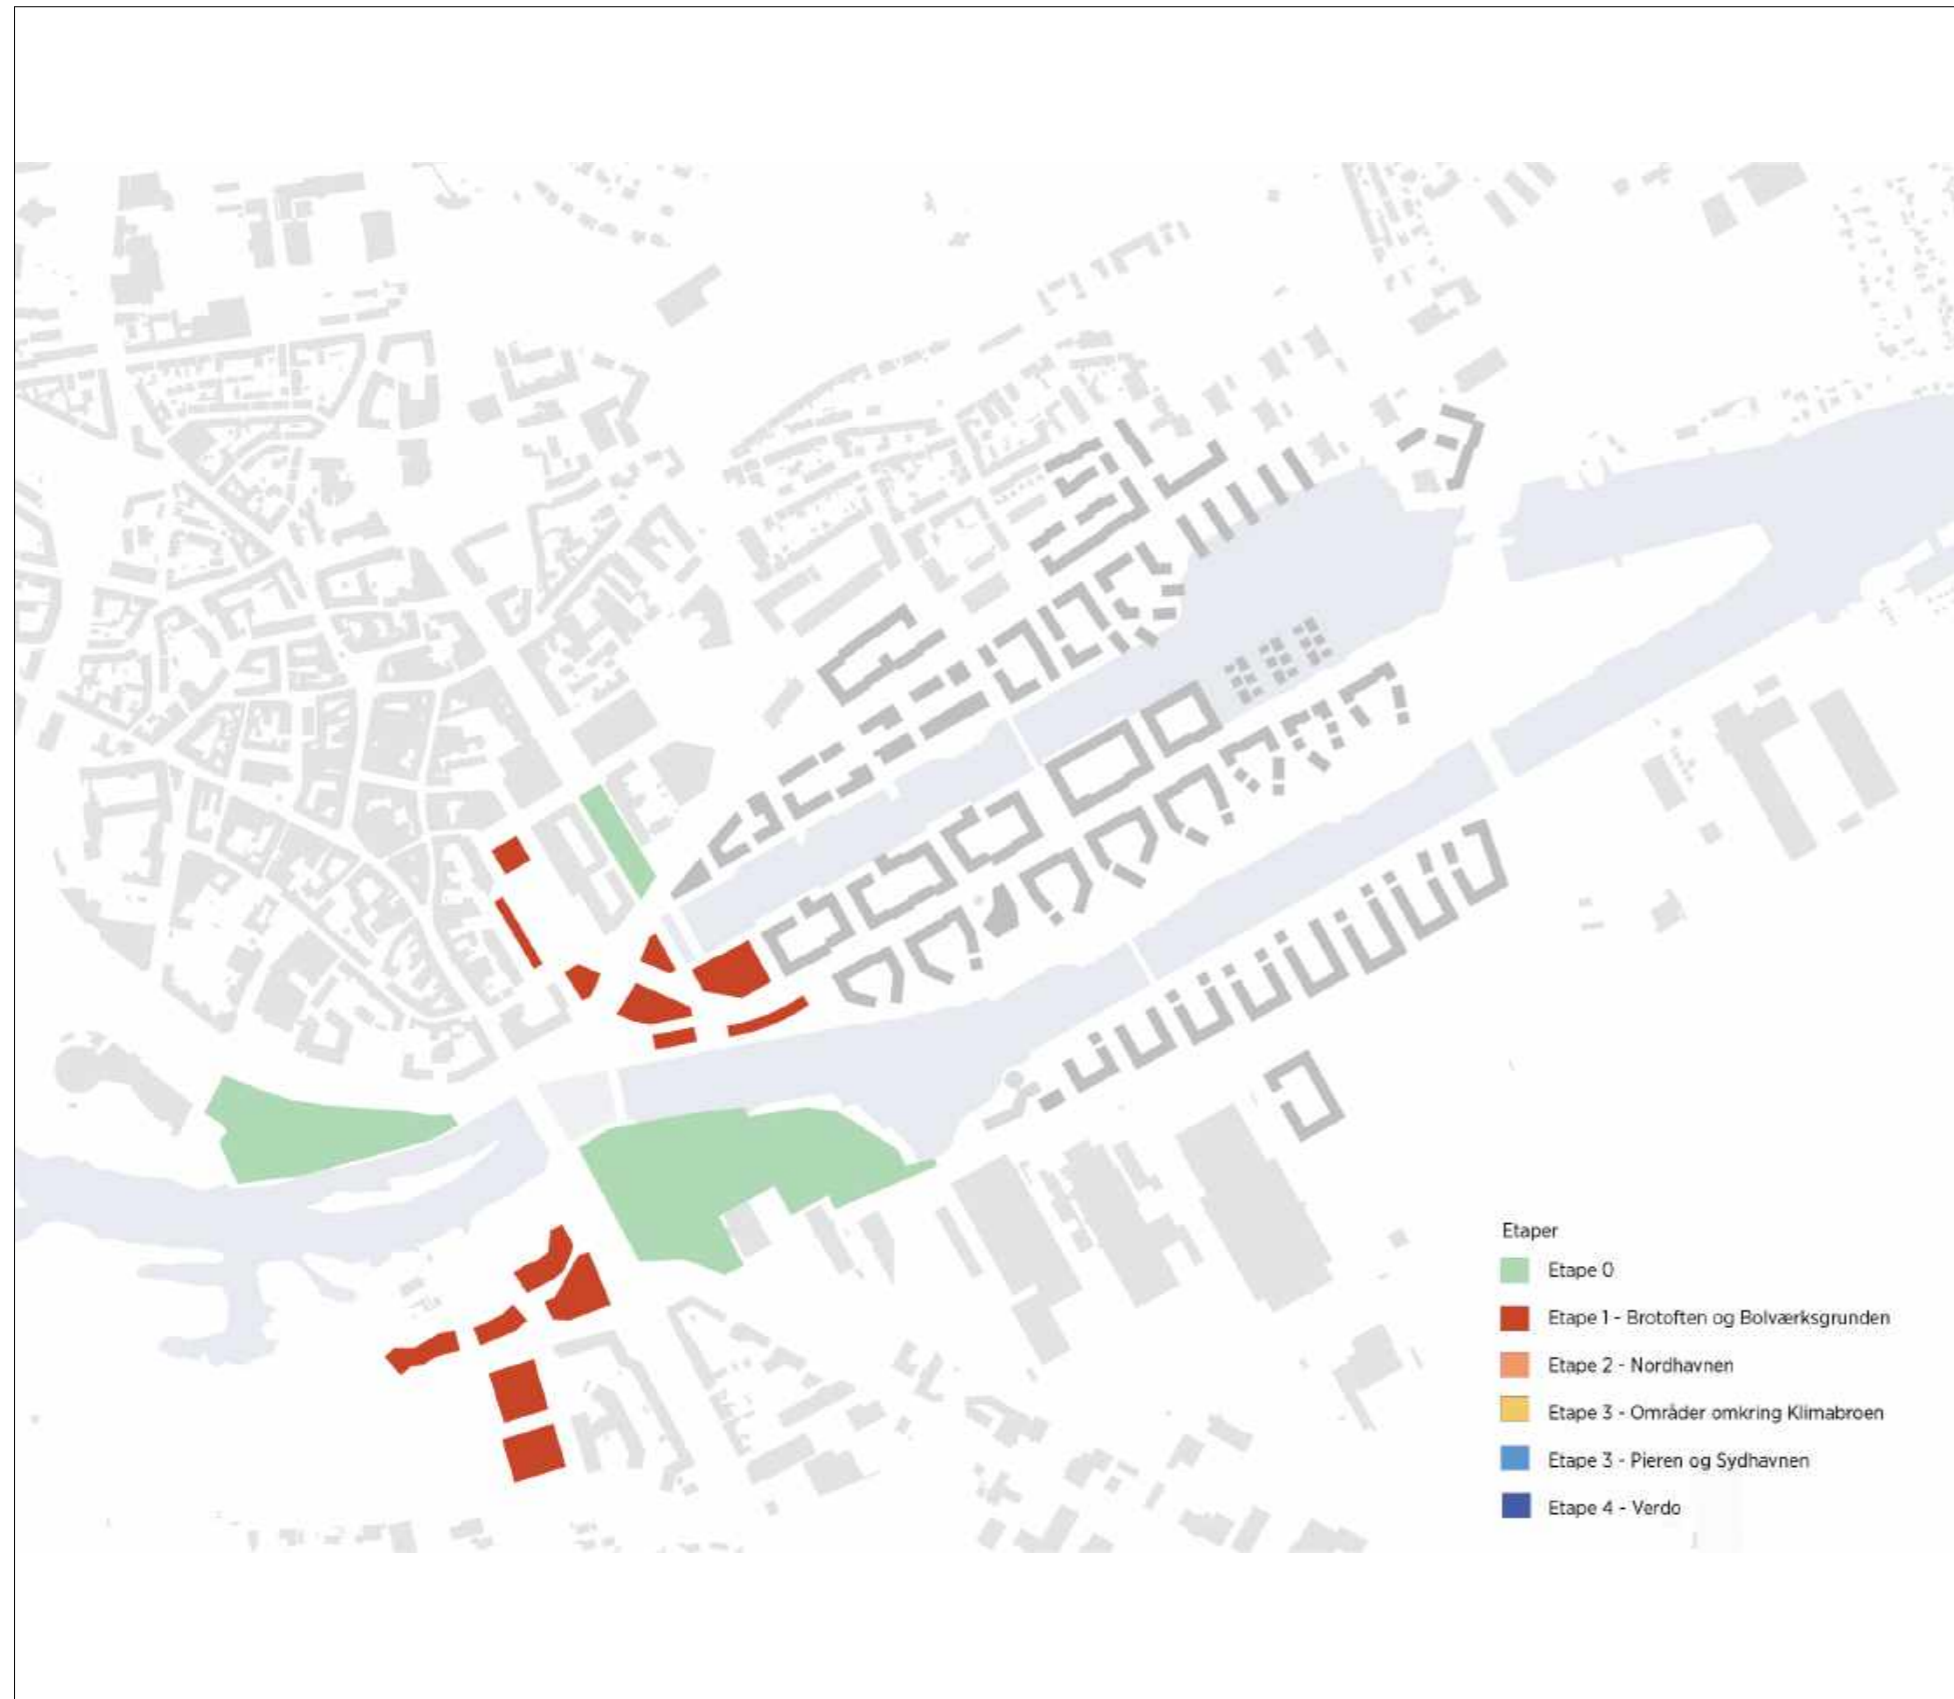 Etaper
Etape 0
Etape 1 - Brotoften og Bolværksgrunden
Etape 2 - Nordhavnen
Etape 3 - Områder omkring Klimabroen
Etape 3 - Pieren og Sydhavnen
Etape 4 - Verdo